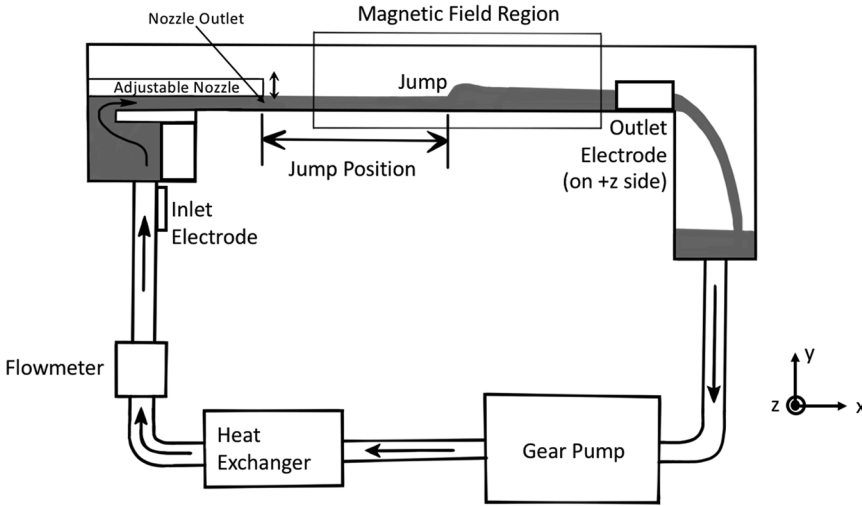 Magnetic Field Region
Nozzle Outlet
Adjustable Nozzle
Jump
Jump Position
Outlet
Electrode
(on +z side)
Inlet
Electrode
Flowmeter
Heat
Exchanger
Gear Pump
y
z
x